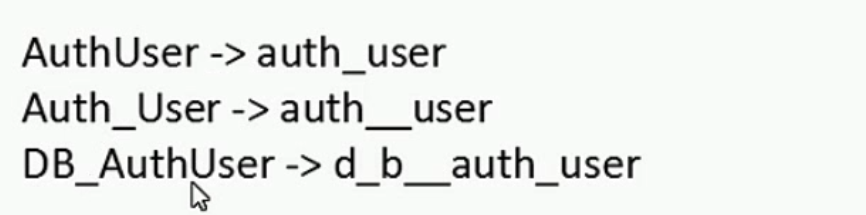 AuthUser -> auth_user
Auth_User -> auth__user
DB_AuthUser -> d_b__auth_user